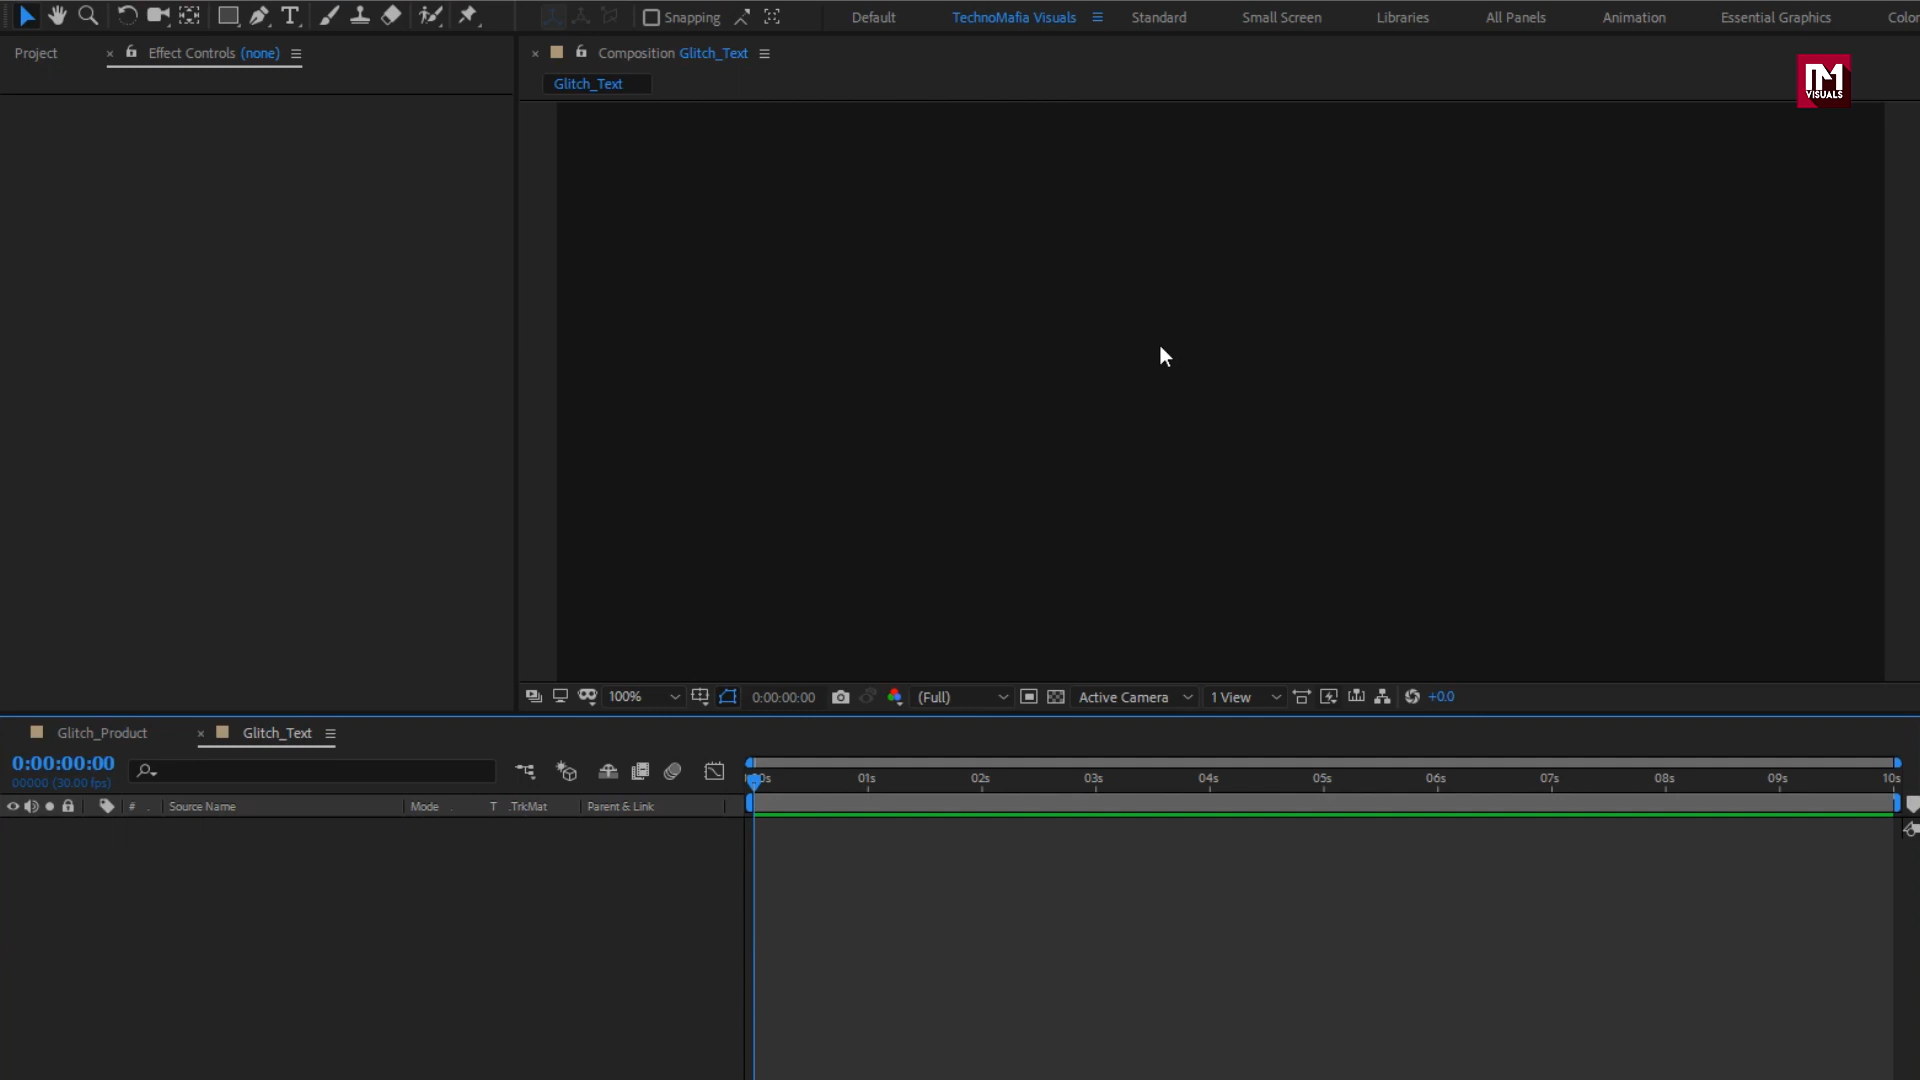 Snapping Default TechnoMafia Visuals Standard Small Screen Libraries All Panels Animation Essential Graphics Color
Project × Effect Controls (none) × Composition Glitch_Text
TM VISUALS
Glitch_Text
100% 0:00:00:00 (Full) Active Camera 1 View +0.0
Glitch_Product × Glitch_Text
0:00:00:00
00000 (30.00 fps)
00s 01s 02s 03s 04s 05s 06s 07s 08s 09s 10s
# . Source Name Mode . T .TrkMat Parent & Link